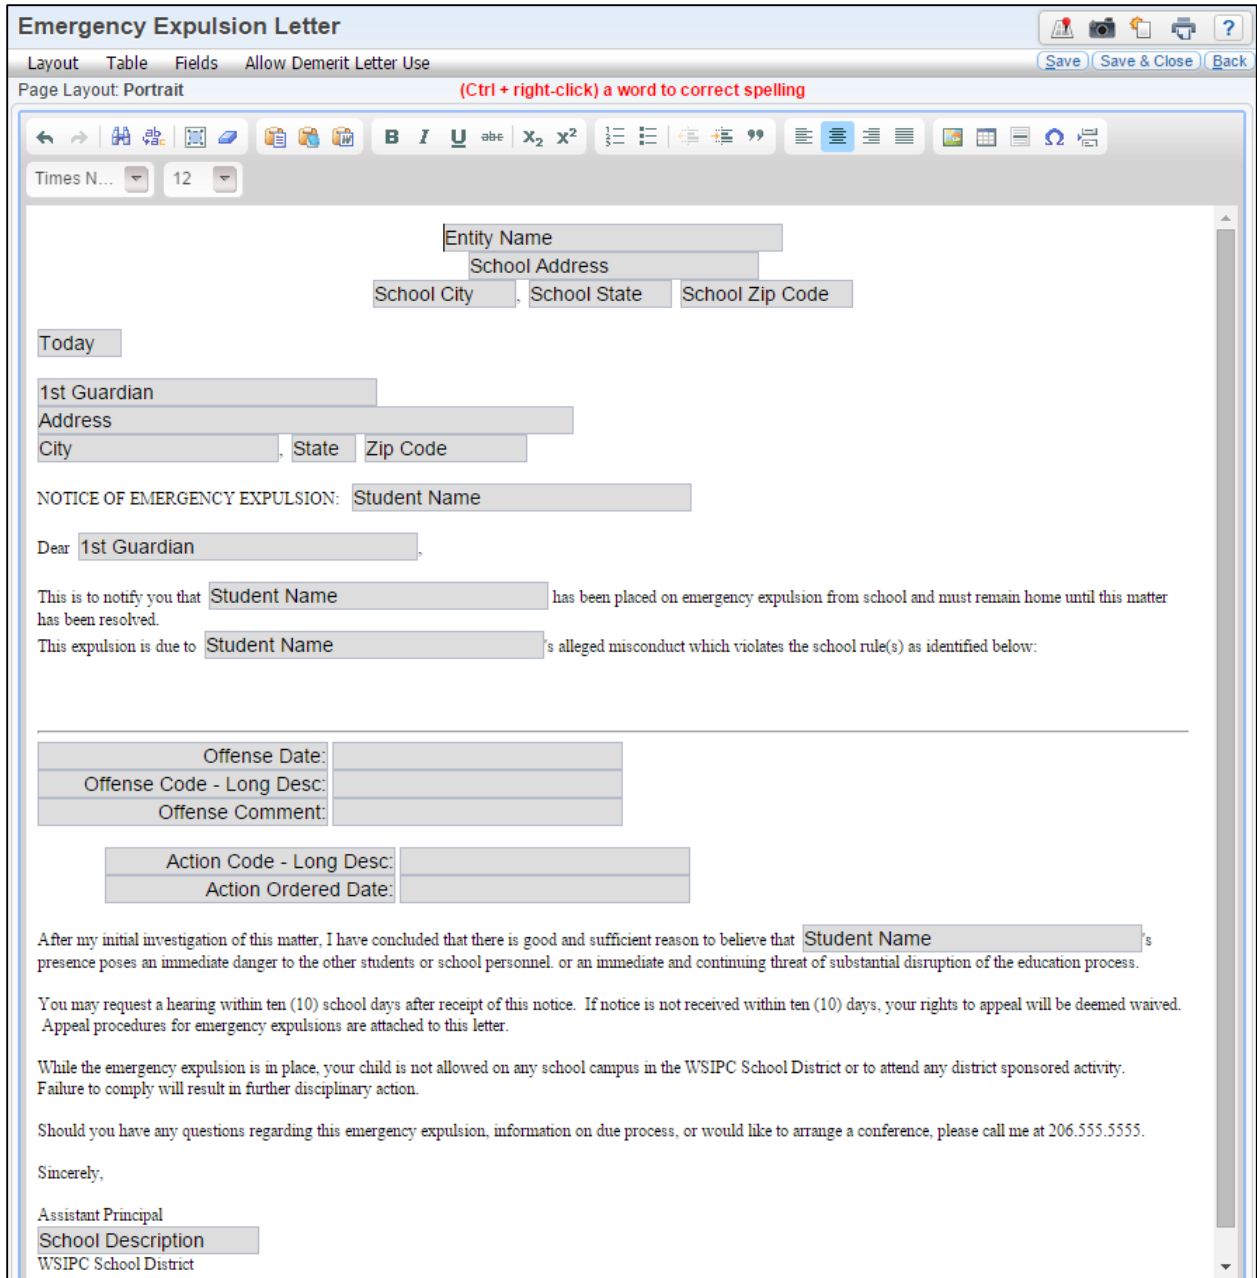 Emergency Expulsion Letter
?
Layout Table Fields Allow Demerit Letter Use Save Save & Close Back
Page Layout: Portrait (Ctrl + right-click) a word to correct spelling
B I U abc X₂ X²
Times N... 12
Entity Name
School Address
School City , School State School Zip Code
Today
1st Guardian
Address
City , State Zip Code
NOTICE OF EMERGENCY EXPULSION: Student Name
Dear 1st Guardian ,
This is to notify you that Student Name has been placed on emergency expulsion from school and must remain home until this matter
has been resolved.
This expulsion is due to Student Name 's alleged misconduct which violates the school rule(s) as identified below:
Offense Date:
Offense Code - Long Desc:
Offense Comment:
Action Code - Long Desc:
Action Ordered Date:
After my initial investigation of this matter, I have concluded that there is good and sufficient reason to believe that Student Name 's
presence poses an immediate danger to the other students or school personnel. or an immediate and continuing threat of substantial disruption of the education process.
You may request a hearing within ten (10) school days after receipt of this notice. If notice is not received within ten (10) days, your rights to appeal will be deemed waived.
Appeal procedures for emergency expulsions are attached to this letter.
While the emergency expulsion is in place, your child is not allowed on any school campus in the WSIPC School District or to attend any district sponsored activity.
Failure to comply will result in further disciplinary action.
Should you have any questions regarding this emergency expulsion, information on due process, or would like to arrange a conference, please call me at 206.555.5555.
Sincerely,
Assistant Principal
School Description
WSIPC School District